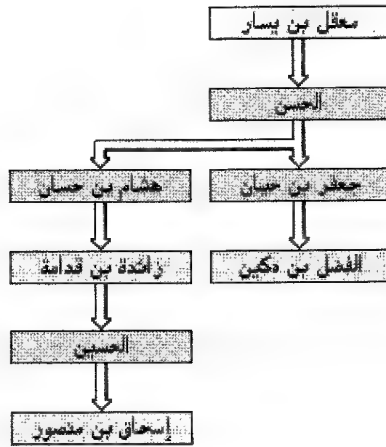 معقل بن يسار
الحسن
جعفر بن حيان
هشام بن حسان
الفضل بن دكين
زائدة بن قدامة
الحسين
إسحاق بن منصور